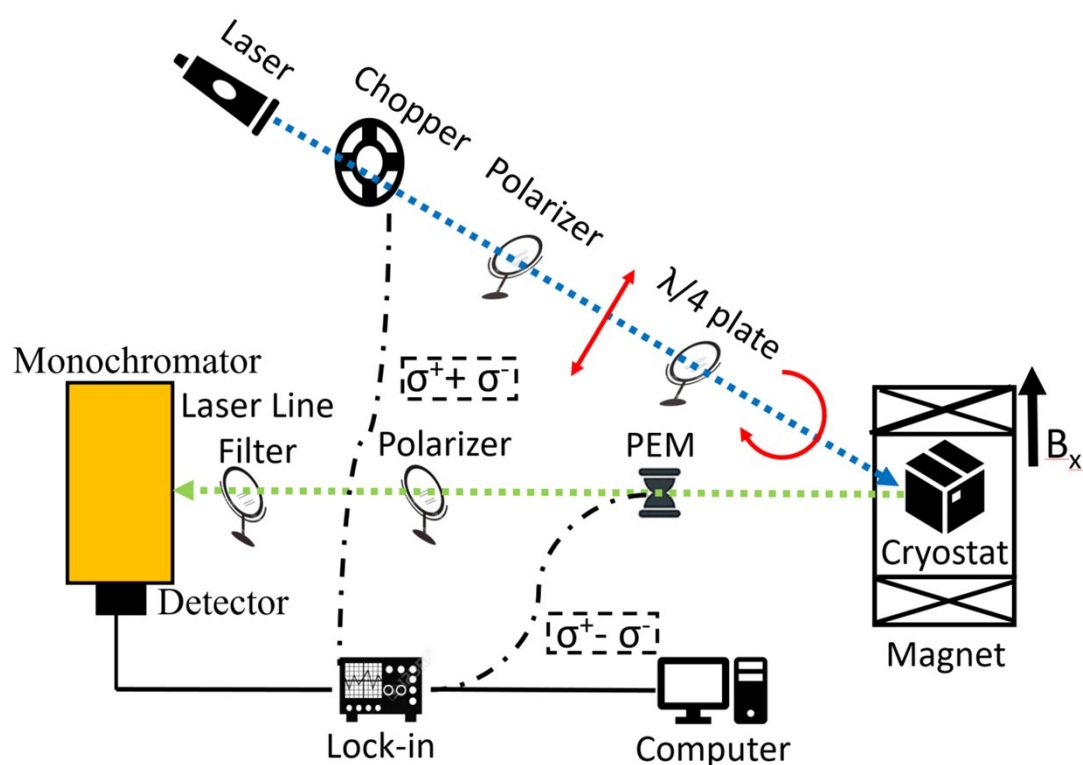 Laser
Chopper
Polarizer
λ/4 plate
σ⁺+ σ⁻
Monochromator
Laser Line
Filter
Polarizer
PEM
Bₓ
Cryostat
Detector
σ⁺- σ⁻
Magnet
Lock-in
Computer